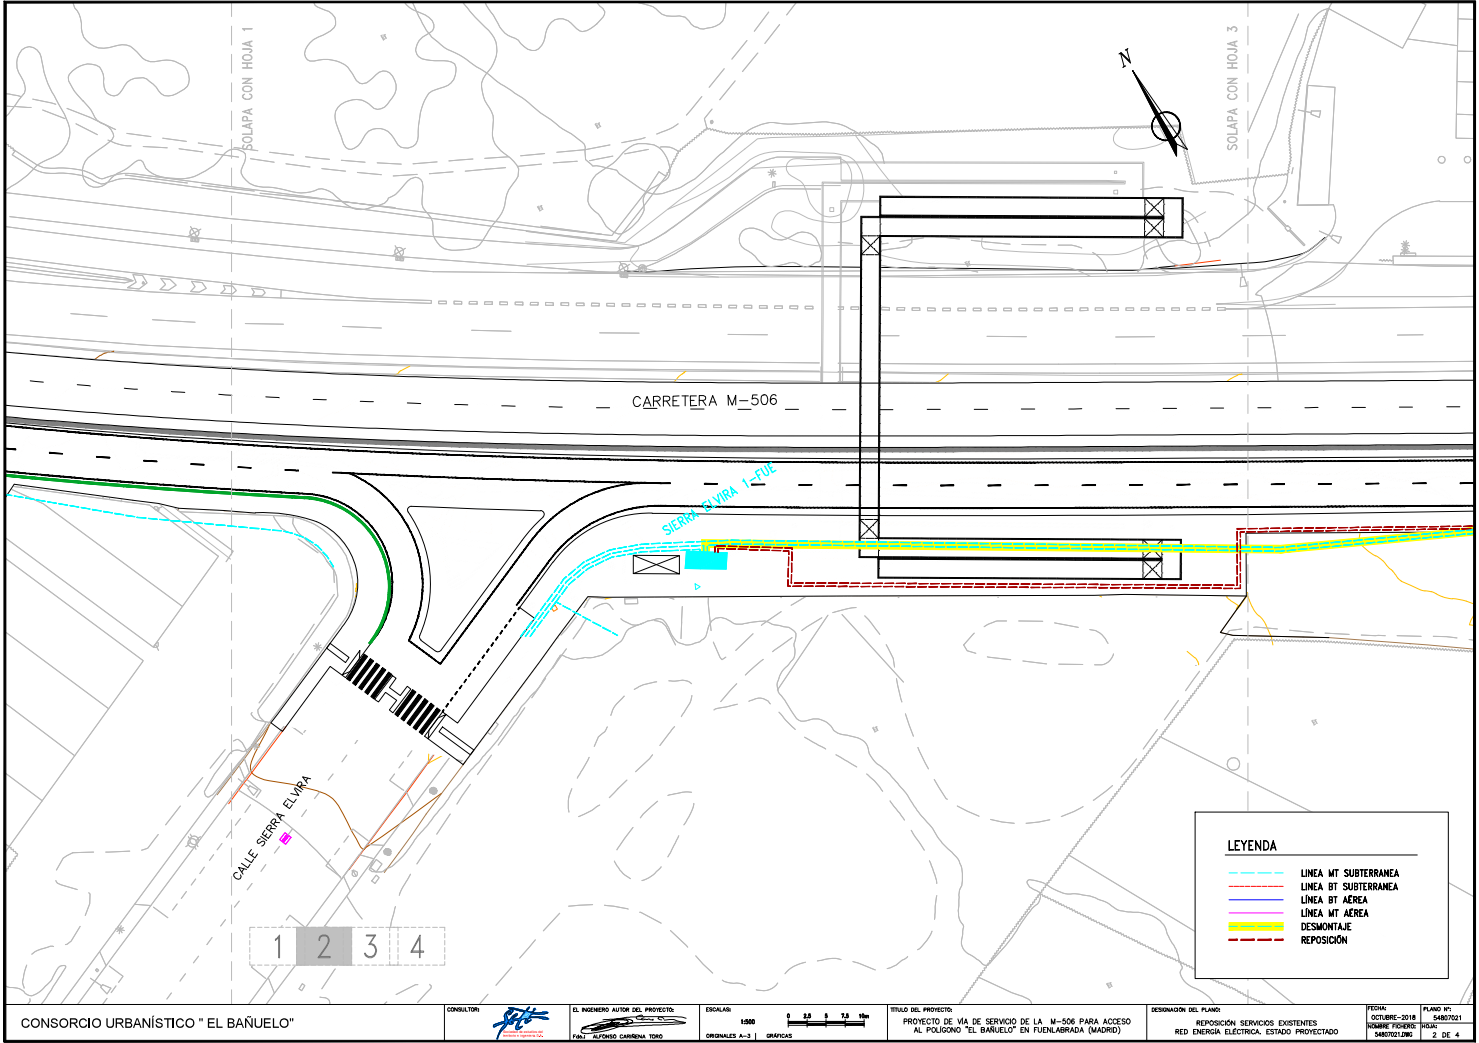 SOLAPA CON HOJA 1
SOLAPA CON HOJA 3
N
CARRETERA M-506
SIERRA ELVIRA 1-FUE
CALLE SIERRA ELVIRA
1 2 3 4
LEYENDA
LINEA MT SUBTERRANEA
LINEA BT SUBTERRANEA
LÍNEA BT AÉREA
LÍNEA MT AÉREA
DESMONTAJE
REPOSICIÓN
CONSORCIO URBANÍSTICO " EL BAÑUELO"
CONSULTOR:
EL INGENIERO AUTOR DEL PROYECTO:
Fdo.: ALFONSO CARIÑENA TORO
ESCALAS:
1:500
ORIGINALES A-3
GRÁFICAS
0 2,5 5 7,5 10m
TITULO DEL PROYECTO:
PROYECTO DE VÍA DE SERVICIO DE LA M-506 PARA ACCESO
AL POLÍGONO "EL BAÑUELO" EN FUENLABRADA (MADRID)
DESIGNACIÓN DEL PLANO:
REPOSICIÓN SERVICIOS EXISTENTES
RED ENERGÍA ELÉCTRICA. ESTADO PROYECTADO
FECHA:
OCTUBRE-2018
NOMBRE FICHERO:
54807021.DWG
PLANO Nº:
54807021
HOJA:
2 DE 4